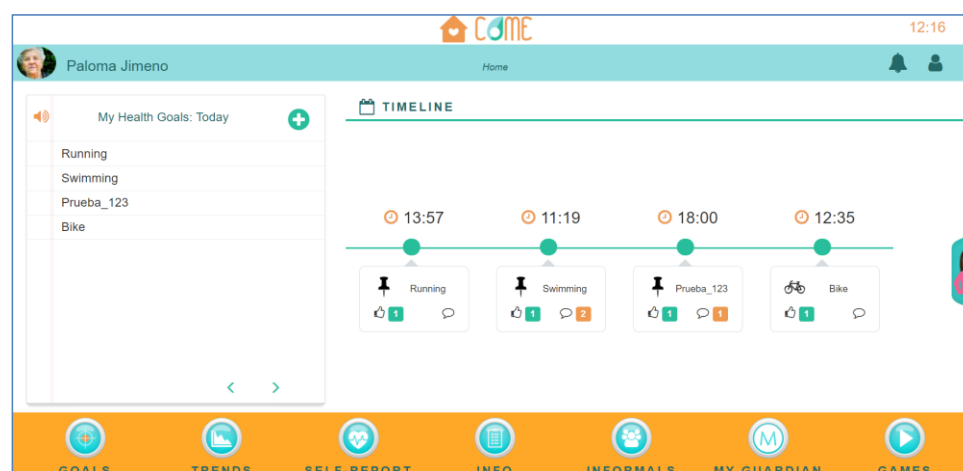 COME
12:16
Paloma Jimeno
Home
My Health Goals: Today
Running
Swimming
Prueba_123
Bike
TIMELINE
13:57
11:19
18:00
12:35
Running
Swimming
Prueba_123
Bike
1
1 2
1 1
1
GOALS
TRENDS
SELF-REPORT
INFO
INFORMALS
M
MY GUARDIAN
GAMES